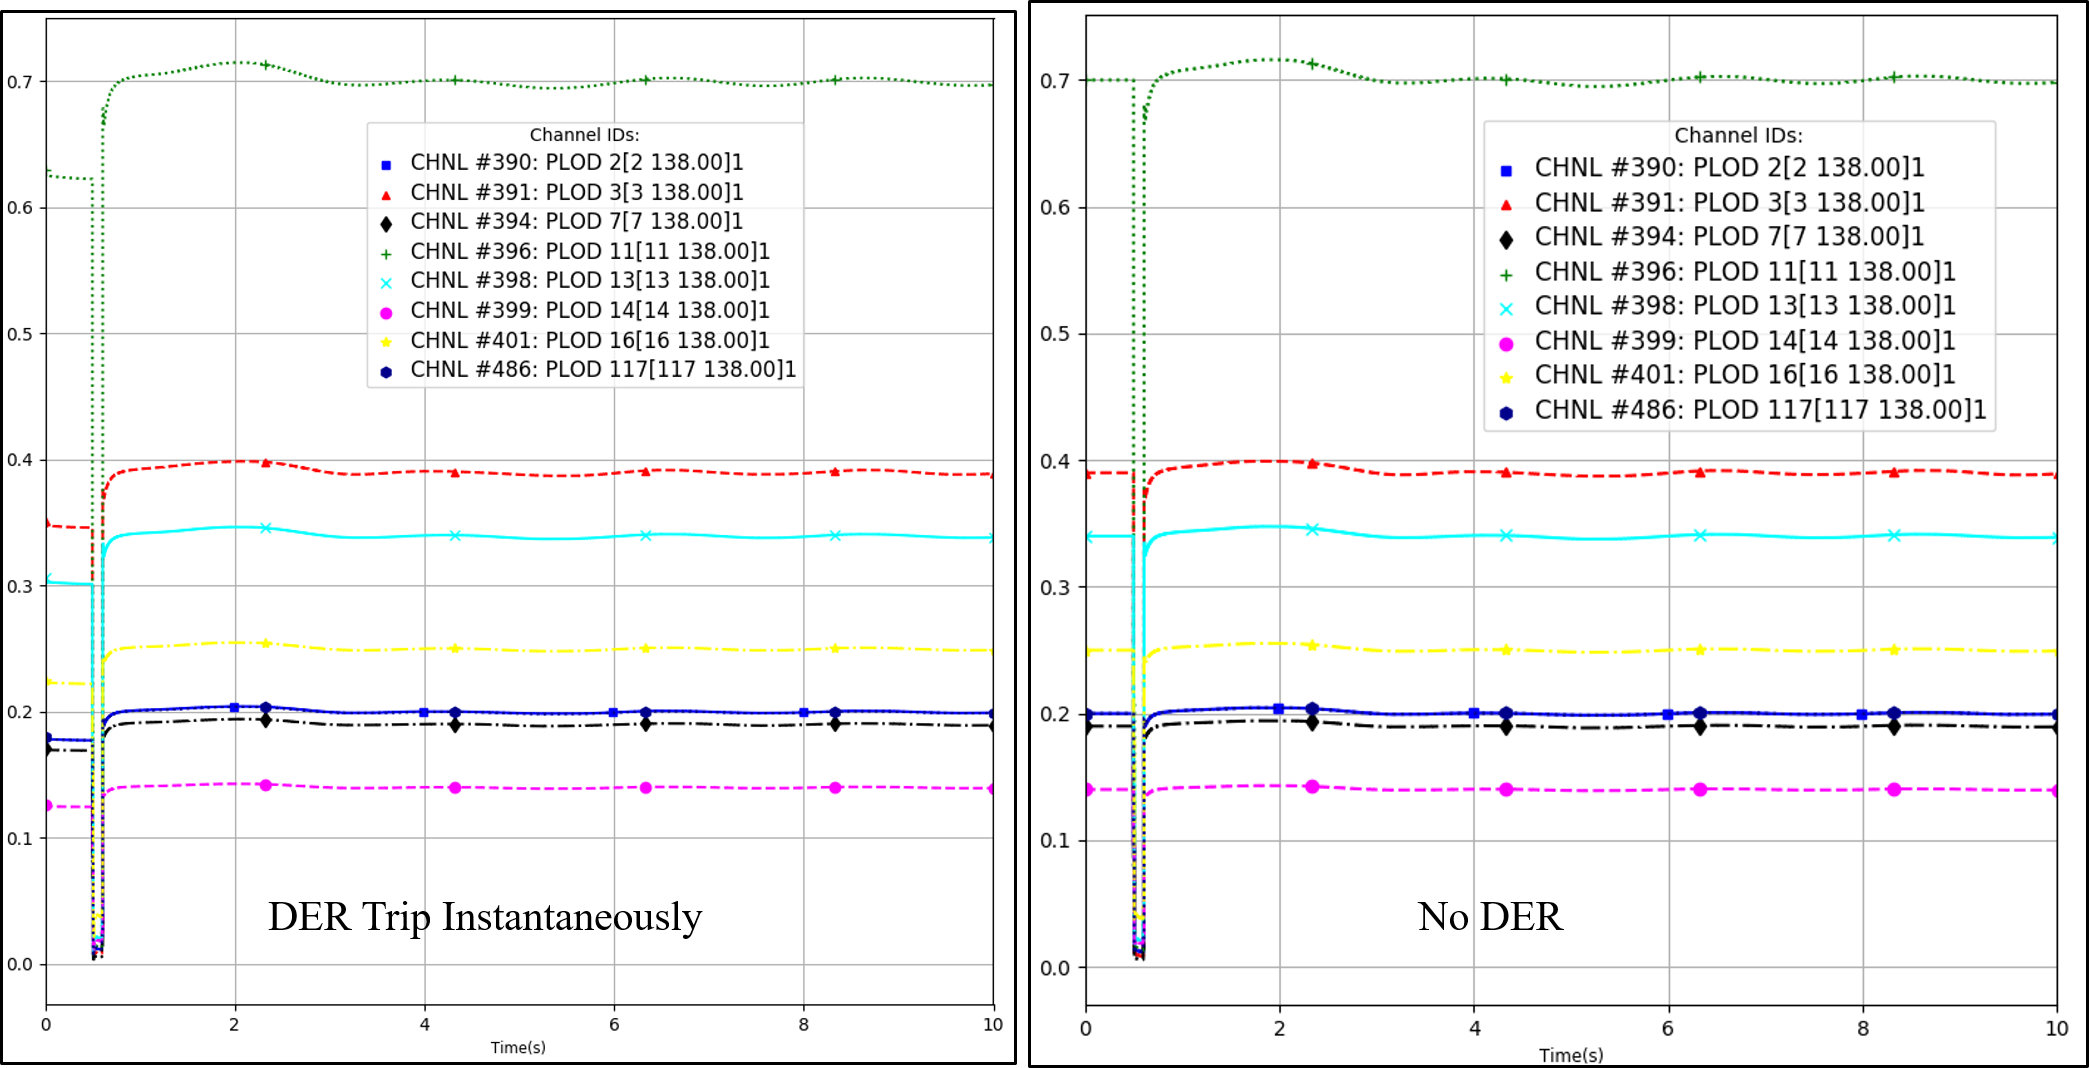 0.7
0.6
0.5
0.4
0.3
0.2
0.1
0.0
Channel IDs:
CHNL #390: PLOD 2[2 138.00]1
CHNL #391: PLOD 3[3 138.00]1
CHNL #394: PLOD 7[7 138.00]1
CHNL #396: PLOD 11[11 138.00]1
CHNL #398: PLOD 13[13 138.00]1
CHNL #399: PLOD 14[14 138.00]1
CHNL #401: PLOD 16[16 138.00]1
CHNL #486: PLOD 117[117 138.00]1
DER Trip Instantaneously
0 2 4 6 8 10
Time(s)
0.7
0.6
0.5
0.4
0.3
0.2
0.1
0.0
Channel IDs:
CHNL #390: PLOD 2[2 138.00]1
CHNL #391: PLOD 3[3 138.00]1
CHNL #394: PLOD 7[7 138.00]1
CHNL #396: PLOD 11[11 138.00]1
CHNL #398: PLOD 13[13 138.00]1
CHNL #399: PLOD 14[14 138.00]1
CHNL #401: PLOD 16[16 138.00]1
CHNL #486: PLOD 117[117 138.00]1
No DER
0 2 4 6 8 10
Time(s)